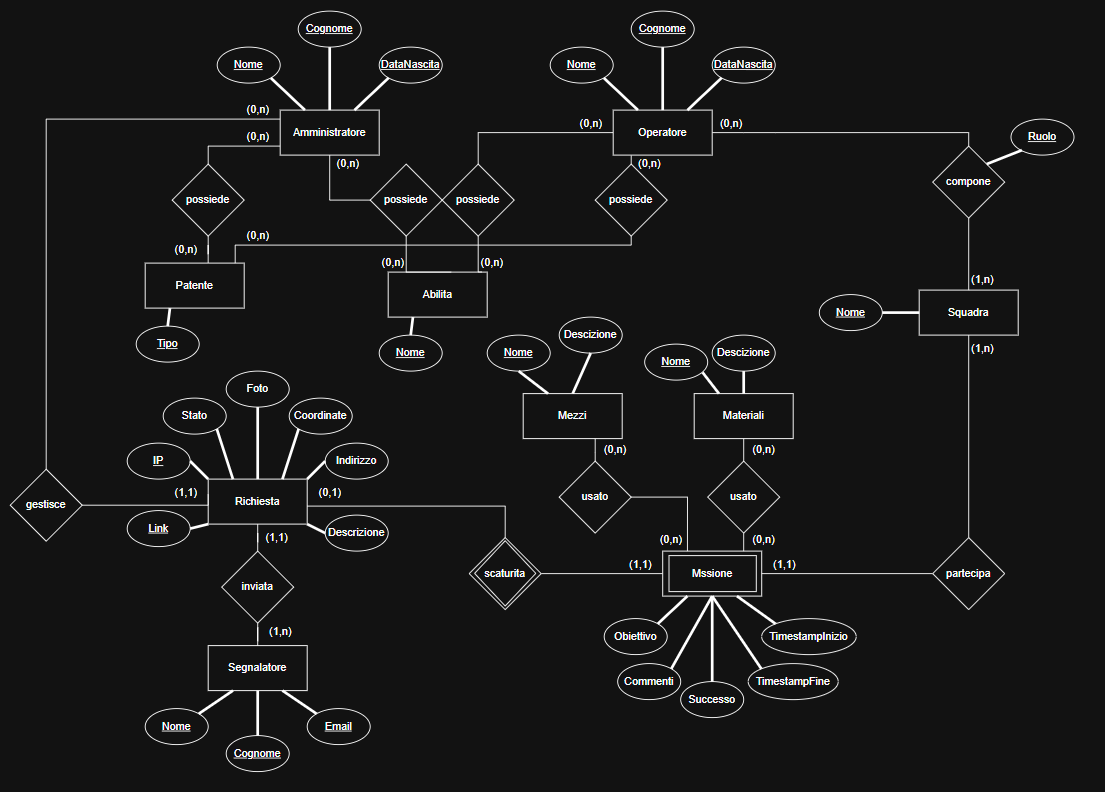 Cognome
Cognome
Nome
DataNascita
Nome
DataNascita
(0,n)
Amministratore
(0,n)
Operatore
(0,n)
(0,n)
Ruolo
(0,n)
(0,n)
compone
possiede
possiede
possiede
possiede
(0,n)
(0,n)
(0,n)
(0,n)
(1,n)
Patente
Abilita
Nome
Squadra
Tipo
Nome
Nome
Descizione
Nome
Descizione
(1,n)
Foto
Stato
Coordinate
Mezzi
Materiali
IP
Indirizzo
(0,n)
(0,n)
(1,1)
(0,1)
gestisce
Richiesta
usato
usato
Link
Descrizione
(1,1)
(0,n)
(0,n)
inviata
scaturita
(1,1)
Mssione
(1,1)
partecipa
(1,n)
Obiettivo
TimestampInizio
Segnalatore
Commenti
TimestampFine
Successo
Nome
Cognome
Email